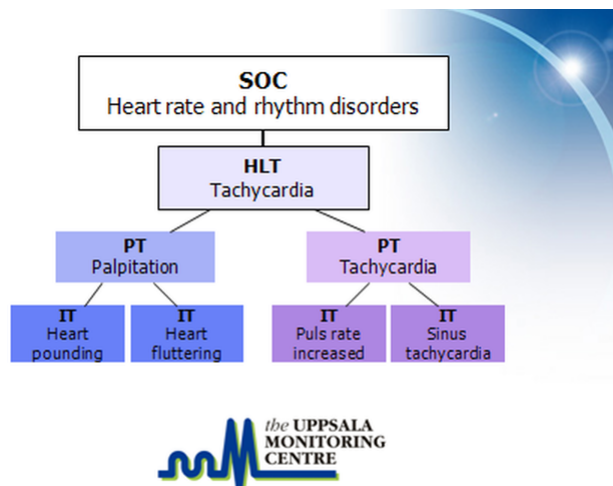 SOC
Heart rate and rhythm disorders
HLT
Tachycardia
PT
Palpitation
PT
Tachycardia
IT
Heart
pounding
IT
Heart
fluttering
IT
Puls rate
increased
IT
Sinus
tachycardia
the UPPSALA
MONITORING
CENTRE